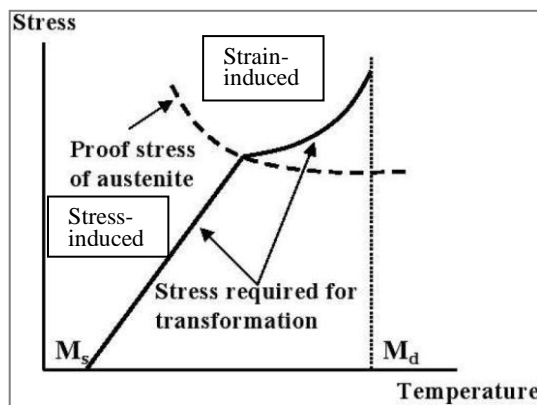 Stress
Strain-
induced
Proof stress
of austenite
Stress-
induced
Stress required for
transformation
Ms
Md
Temperature